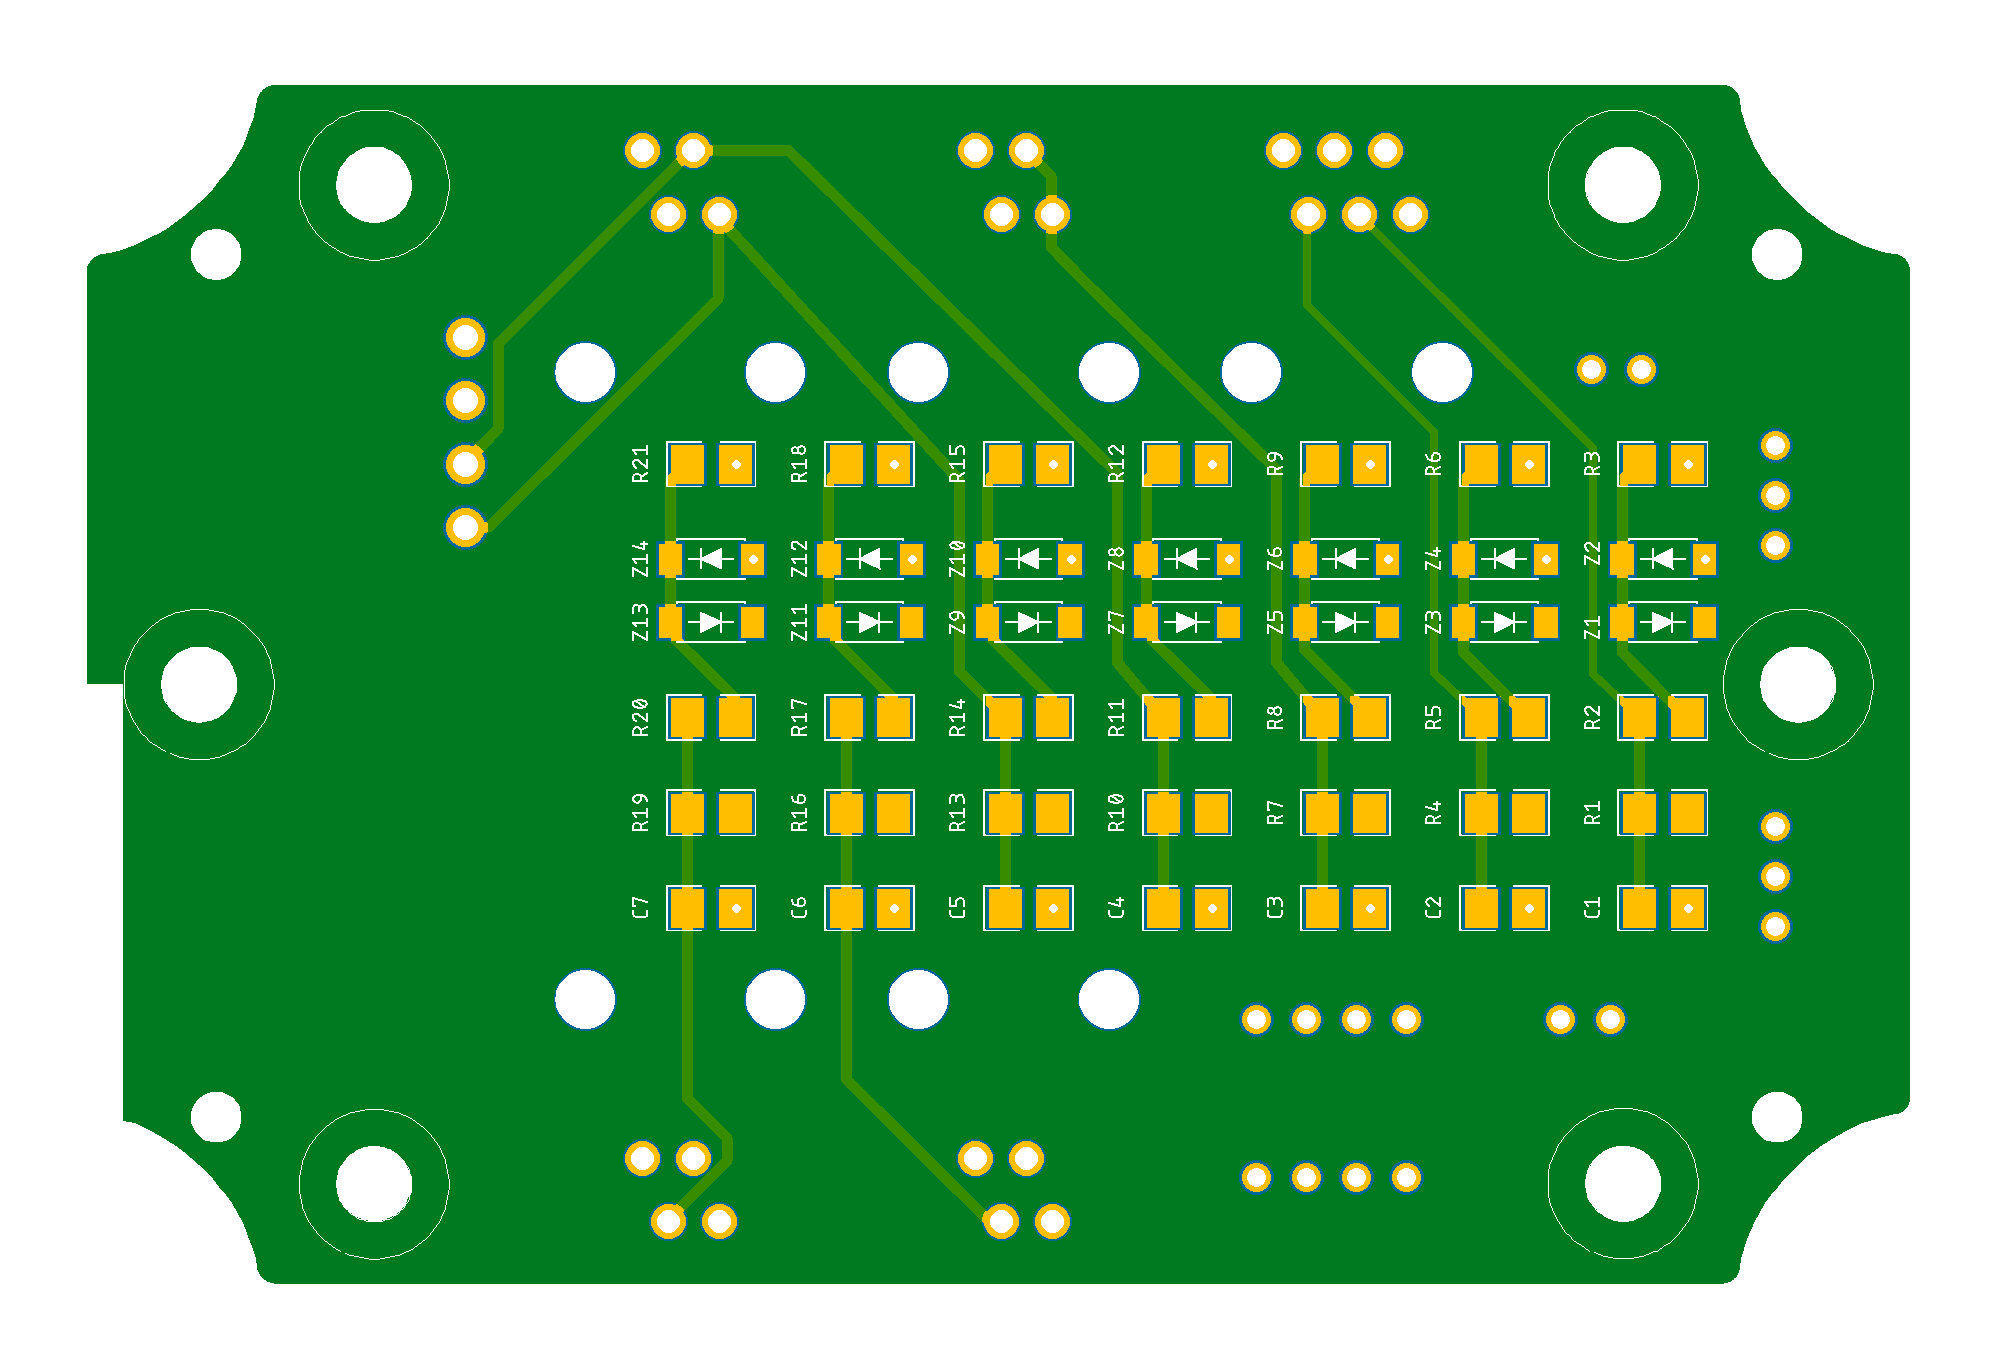 R21 R18 R15 R12 R9 R6 R3
Z14 Z12 Z10 Z8 Z6 Z4 Z2
Z13 Z11 Z9 Z7 Z5 Z3 Z1
R20 R17 R14 R11 R8 R5 R2
R19 R16 R13 R10 R7 R4 R1
C7 C6 C5 C4 C3 C2 C1